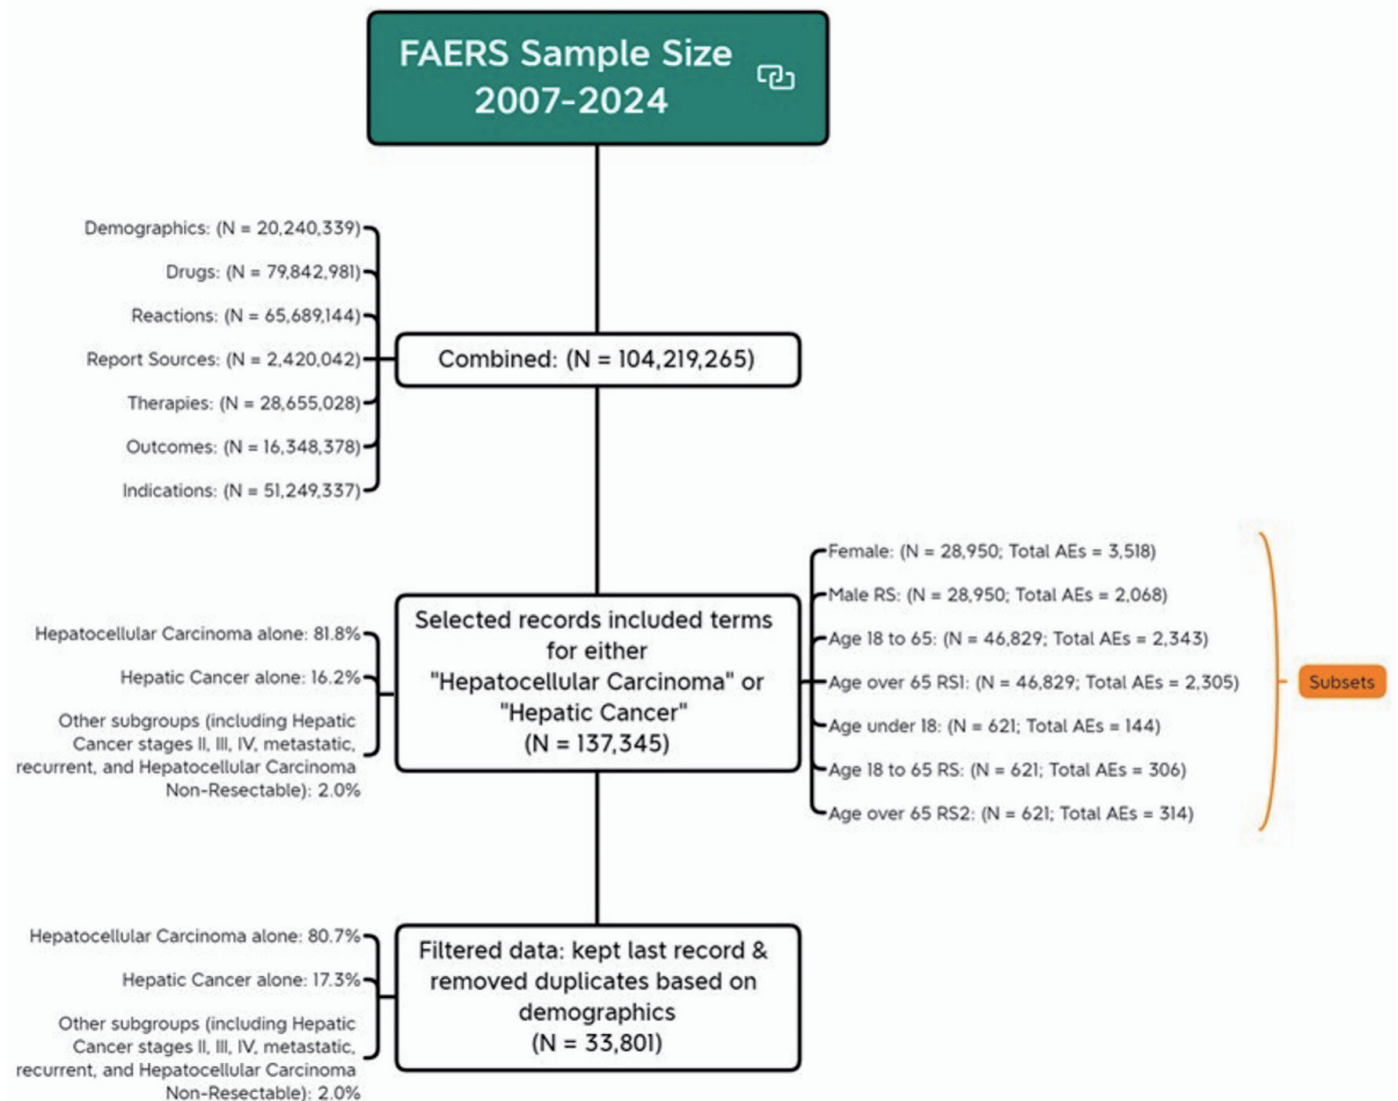 FAERS Sample Size
2007-2024
Demographics: (N = 20,240,339)
Drugs: (N = 79,842,981)
Reactions: (N = 65,689,144)
Report Sources: (N = 2,420,042)
Therapies: (N = 28,655,028)
Outcomes: (N = 16,348,378)
Indications: (N = 51,249,337)
Combined: (N = 104,219,265)
Hepatocellular Carcinoma alone: 81.8%
Hepatic Cancer alone: 16.2%
Other subgroups (including Hepatic
Cancer stages II, III, IV, metastatic,
recurrent, and Hepatocellular Carcinoma
Non-Resectable): 2.0%
Selected records included terms
for either
"Hepatocellular Carcinoma" or
"Hepatic Cancer"
(N = 137,345)
Female: (N = 28,950; Total AEs = 3,518)
Male RS: (N = 28,950; Total AEs = 2,068)
Age 18 to 65: (N = 46,829; Total AEs = 2,343)
Age over 65 RS1: (N = 46,829; Total AEs = 2,305)
Age under 18: (N = 621; Total AEs = 144)
Age 18 to 65 RS: (N = 621; Total AEs = 306)
Age over 65 RS2: (N = 621; Total AEs = 314)
Subsets
Hepatocellular Carcinoma alone: 80.7%
Hepatic Cancer alone: 17.3%
Other subgroups (including Hepatic
Cancer stages II, III, IV, metastatic,
recurrent, and Hepatocellular Carcinoma
Non-Resectable): 2.0%
Filtered data: kept last record &
removed duplicates based on
demographics
(N = 33,801)